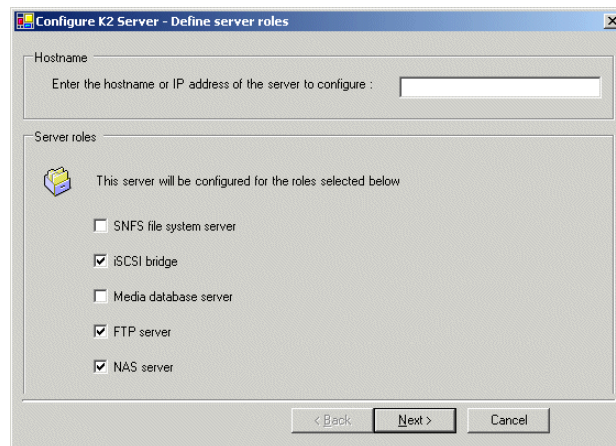 Configure K2 Server - Define server roles
Hostname
Enter the hostname or IP address of the server to configure :
Server roles
This server will be configured for the roles selected below
SNFS file system server
iSCSI bridge
Media database server
FTP server
NAS server
< Back
Next >
Cancel